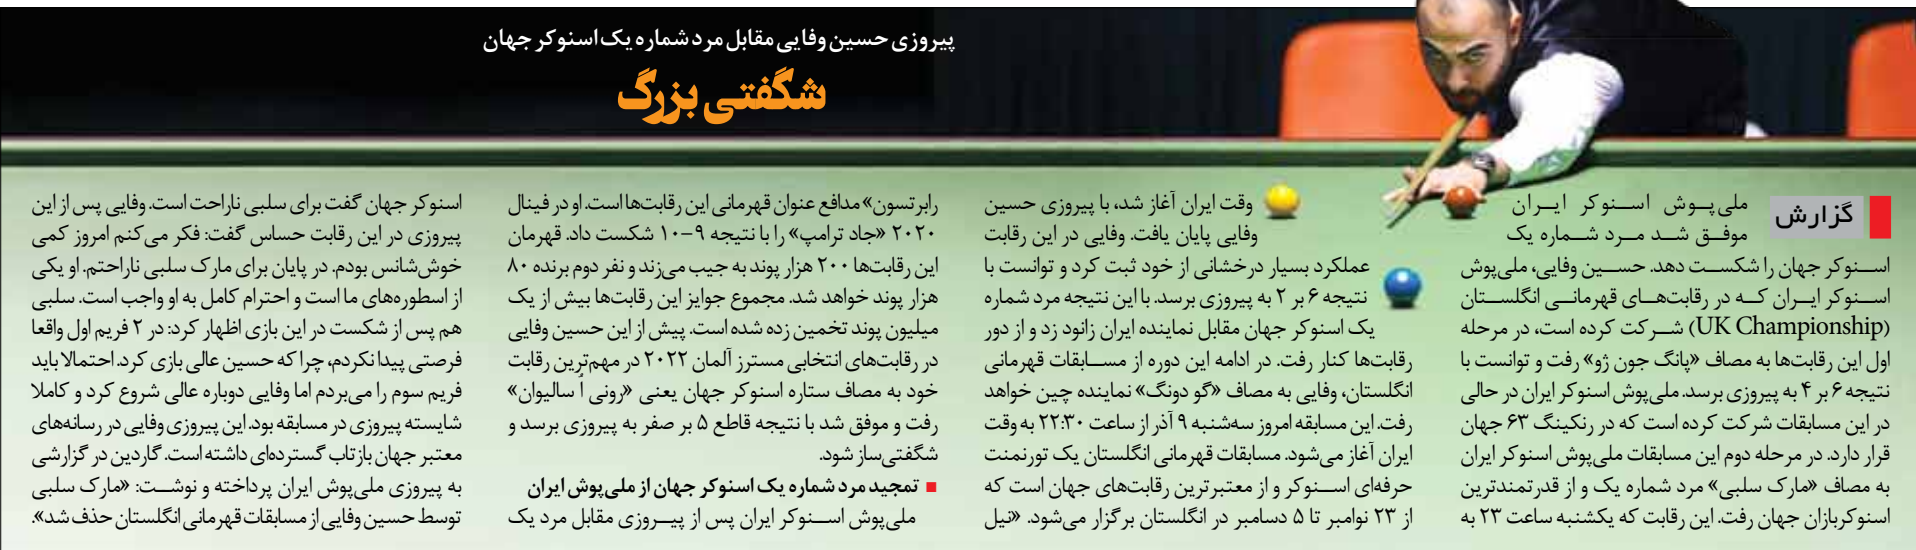 پیروزی حسین وفایی مقابل مرد شماره یک اسنوکر جهان
شگفتی بزرگ
گزارش
ملی‌پوش اسنوکر ایران
موفق شد مرد شماره یک
اسنوکر جهان را شکست دهد. حسین وفایی، ملی‌پوش
اسنوکر ایران که در رقابت‌های قهرمانی انگلستان
(UK Championship) شرکت کرده است، در مرحله
اول این رقابت‌ها به مصاف «پانگ جون ژو» رفت و توانست با
نتیجه ۶ بر ۴ به پیروزی برسد. ملی‌پوش اسنوکر ایران در حالی
در این مسابقات شرکت کرده است که در رنکینگ ۶۳ جهان
قرار دارد. در مرحله دوم این مسابقات ملی‌پوش اسنوکر ایران
به مصاف «مارک سلبی» مرد شماره یک و از قدرتمندترین
اسنوکربازان جهان رفت. این رقابت که یکشنبه ساعت ۲۳ به
وقت ایران آغاز شد، با پیروزی حسین
وفایی پایان یافت. وفایی در این رقابت
عملکرد بسیار درخشانی از خود ثبت کرد و توانست با
نتیجه ۶ بر ۲ به پیروزی برسد. با این نتیجه مرد شماره
یک اسنوکر جهان مقابل نماینده ایران زانود زد و از دور
رقابت‌ها کنار رفت. در ادامه این دوره از مسابقات قهرمانی
انگلستان، وفایی به مصاف «گو دونگ» نماینده چین خواهد
رفت. این مسابقه امروز سه‌شنبه ۹ آذر از ساعت ۲۲:۳۰ به وقت
ایران آغاز می‌شود. مسابقات قهرمانی انگلستان یک تورنمنت
حرفه‌ای اسنوکر و از معتبرترین رقابت‌های جهان است که
از ۲۳ نوامبر تا ۵ دسامبر در انگلستان برگزار می‌شود. «نیل
رابرتسون» مدافع عنوان قهرمانی این رقابت‌ها است. او در فینال
۲۰۲۰ «جاد ترامپ» را با نتیجه ۹-۱۰ شکست داد. قهرمان
این رقابت‌ها ۲۰۰ هزار پوند به جیب می‌زند و نفر دوم برنده ۸۰
هزار پوند خواهد شد. مجموع جوایز این رقابت‌ها بیش از یک
میلیون پوند تخمین زده شده است. پیش از این حسین وفایی
در رقابت‌های انتخابی مسترز آلمان ۲۰۲۲ در مهم‌ترین رقابت
خود به مصاف ستاره اسنوکر جهان یعنی «رونی اُ سالیوان»
رفت و موفق شد با نتیجه قاطع ۵ بر صفر به پیروزی برسد و
شگفتی‌ساز شود.
تمجید مرد شماره یک اسنوکر جهان از ملی‌پوش ایران
ملی‌پوش اسنوکر ایران پس از پیروزی مقابل مرد یک
اسنوکر جهان گفت برای سلبی ناراحت است. وفایی پس از این
پیروزی در این رقابت حساس گفت: فکر می‌کنم امروز کمی
خوش‌شانس بودم. در پایان برای مارک سلبی ناراحتم. او یکی
از اسطوره‌های ما است و احترام کامل به او واجب است. سلبی
هم پس از شکست در این بازی اظهار کرد: در ۲ فریم اول واقعا
فرصتی پیدا نکردم، چرا که حسین عالی بازی کرد. احتمالا باید
فریم سوم را می‌بردم اما وفایی دوباره عالی شروع کرد و کاملا
شایسته پیروزی در مسابقه بود. این پیروزی وفایی در رسانه‌های
معتبر جهان بازتاب گسترده‌ای داشته است. گاردین در گزارشی
به پیروزی ملی‌پوش ایران پرداخته و نوشت: «مارک سلبی
توسط حسین وفایی از مسابقات قهرمانی انگلستان حذف شد».